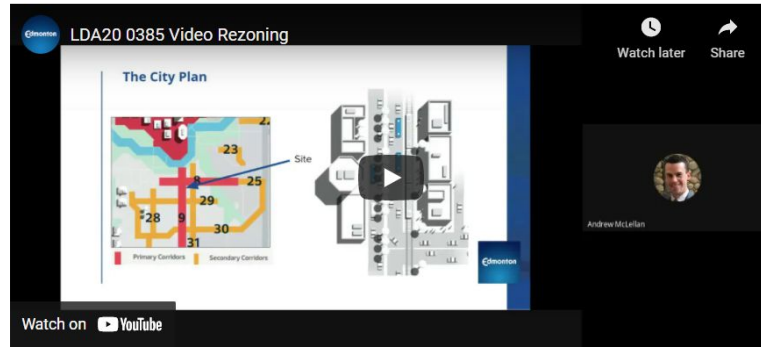 Edmonton
LDA20 0385 Video Rezoning
Watch later
Share
The City Plan
23
Site
8
25
29
28
9
30
31
Primary Corridors
Secondary Corridors
Edmonton
Andrew McLellan
Watch on YouTube